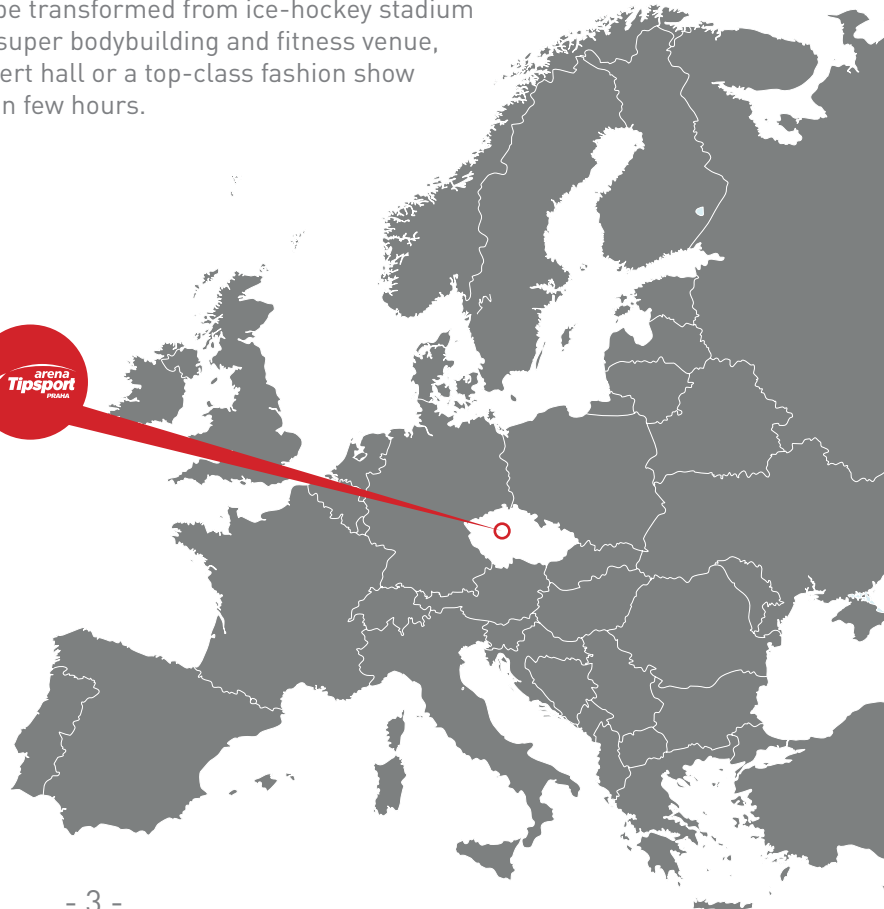 be transformed from ice-hockey stadium
super bodybuilding and fitness venue,
ert hall or a top-class fashion show
n few hours.
arena
Tipsport
PRAHA
- 3 -